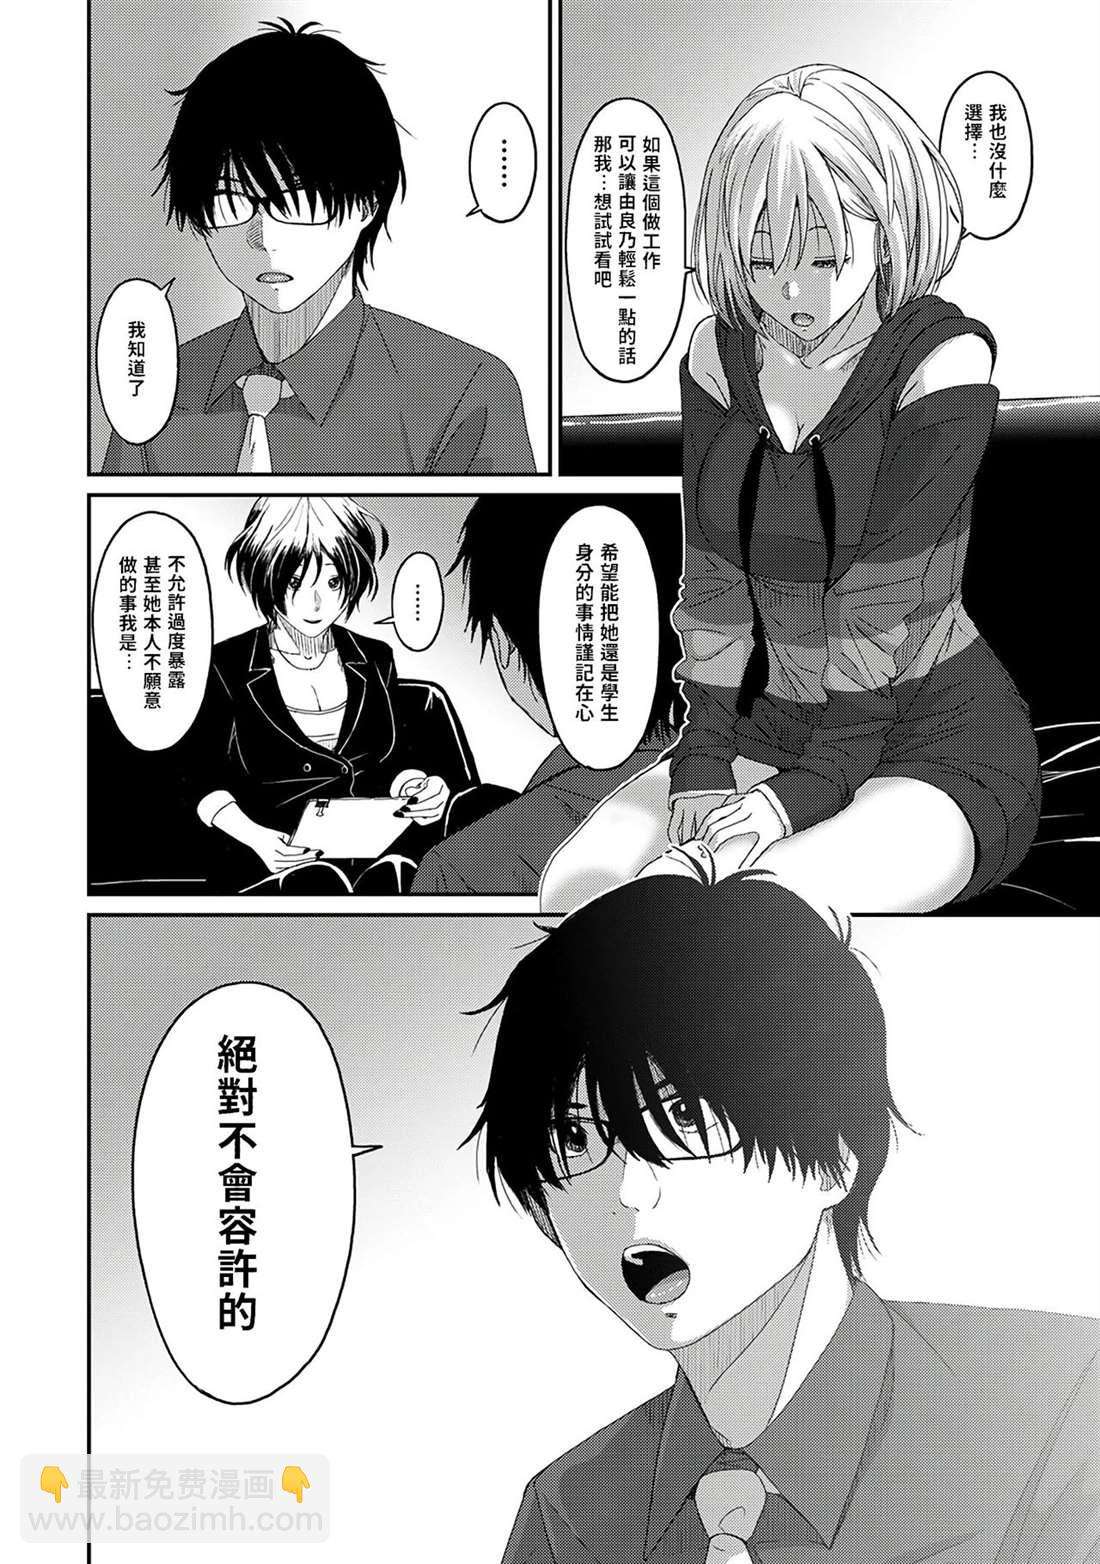 我也沒什麼
選擇…
如果這個做工作
可以讓由良乃輕鬆一點的話
那我…想試試看吧
……
我知道了
希望能把她還是學生
身分的事情謹記在心
……
不允許過度暴露
甚至她本人不願意
做的事我是…
絕對不會容許的
最新免费漫画
www.baozimh.com